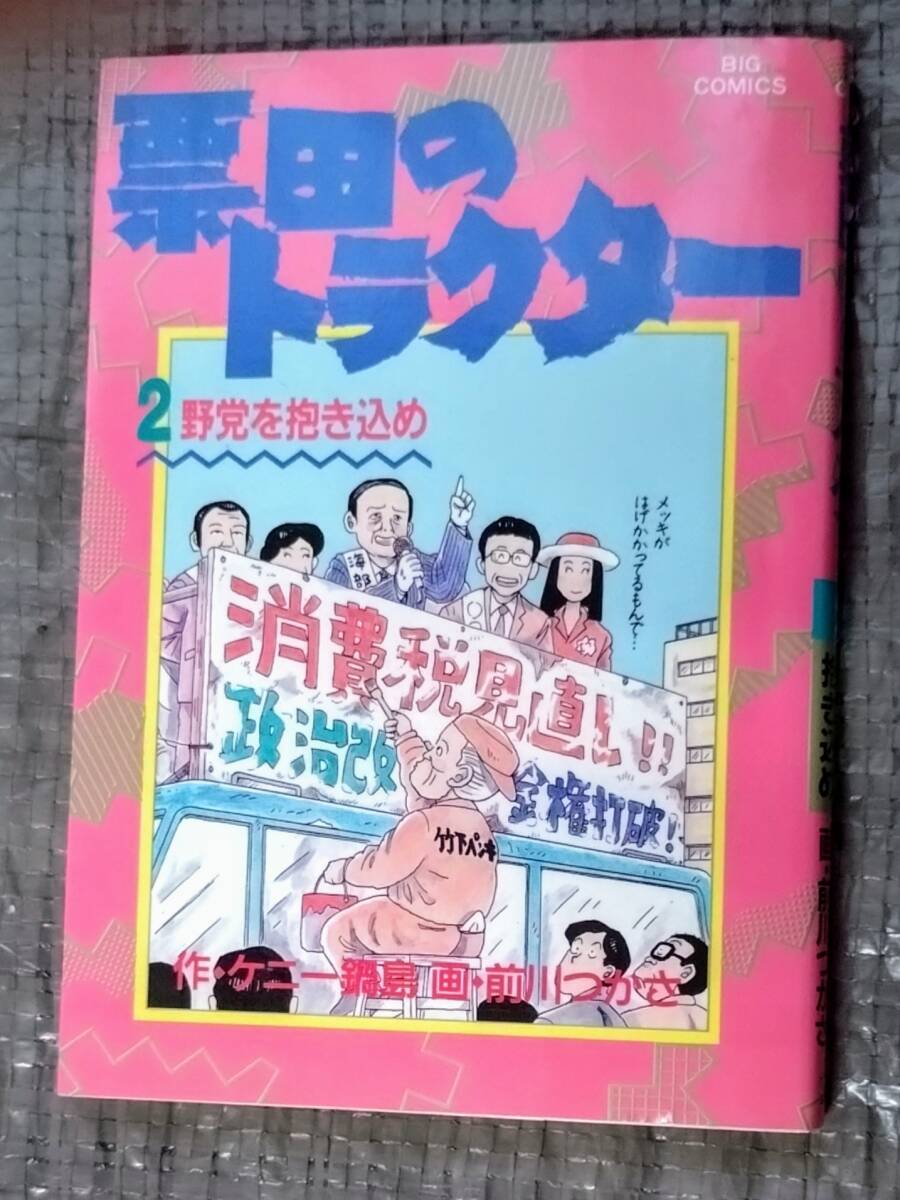 BIG
COMICS
票田の
トラクター
2 野党を抱き込め
メッキが
はげかかってるもんで…
海部
消費税見直し!!
政治改
金権打破!
竹下ペンキ
作・ケニー鍋島 画・前川つかさ